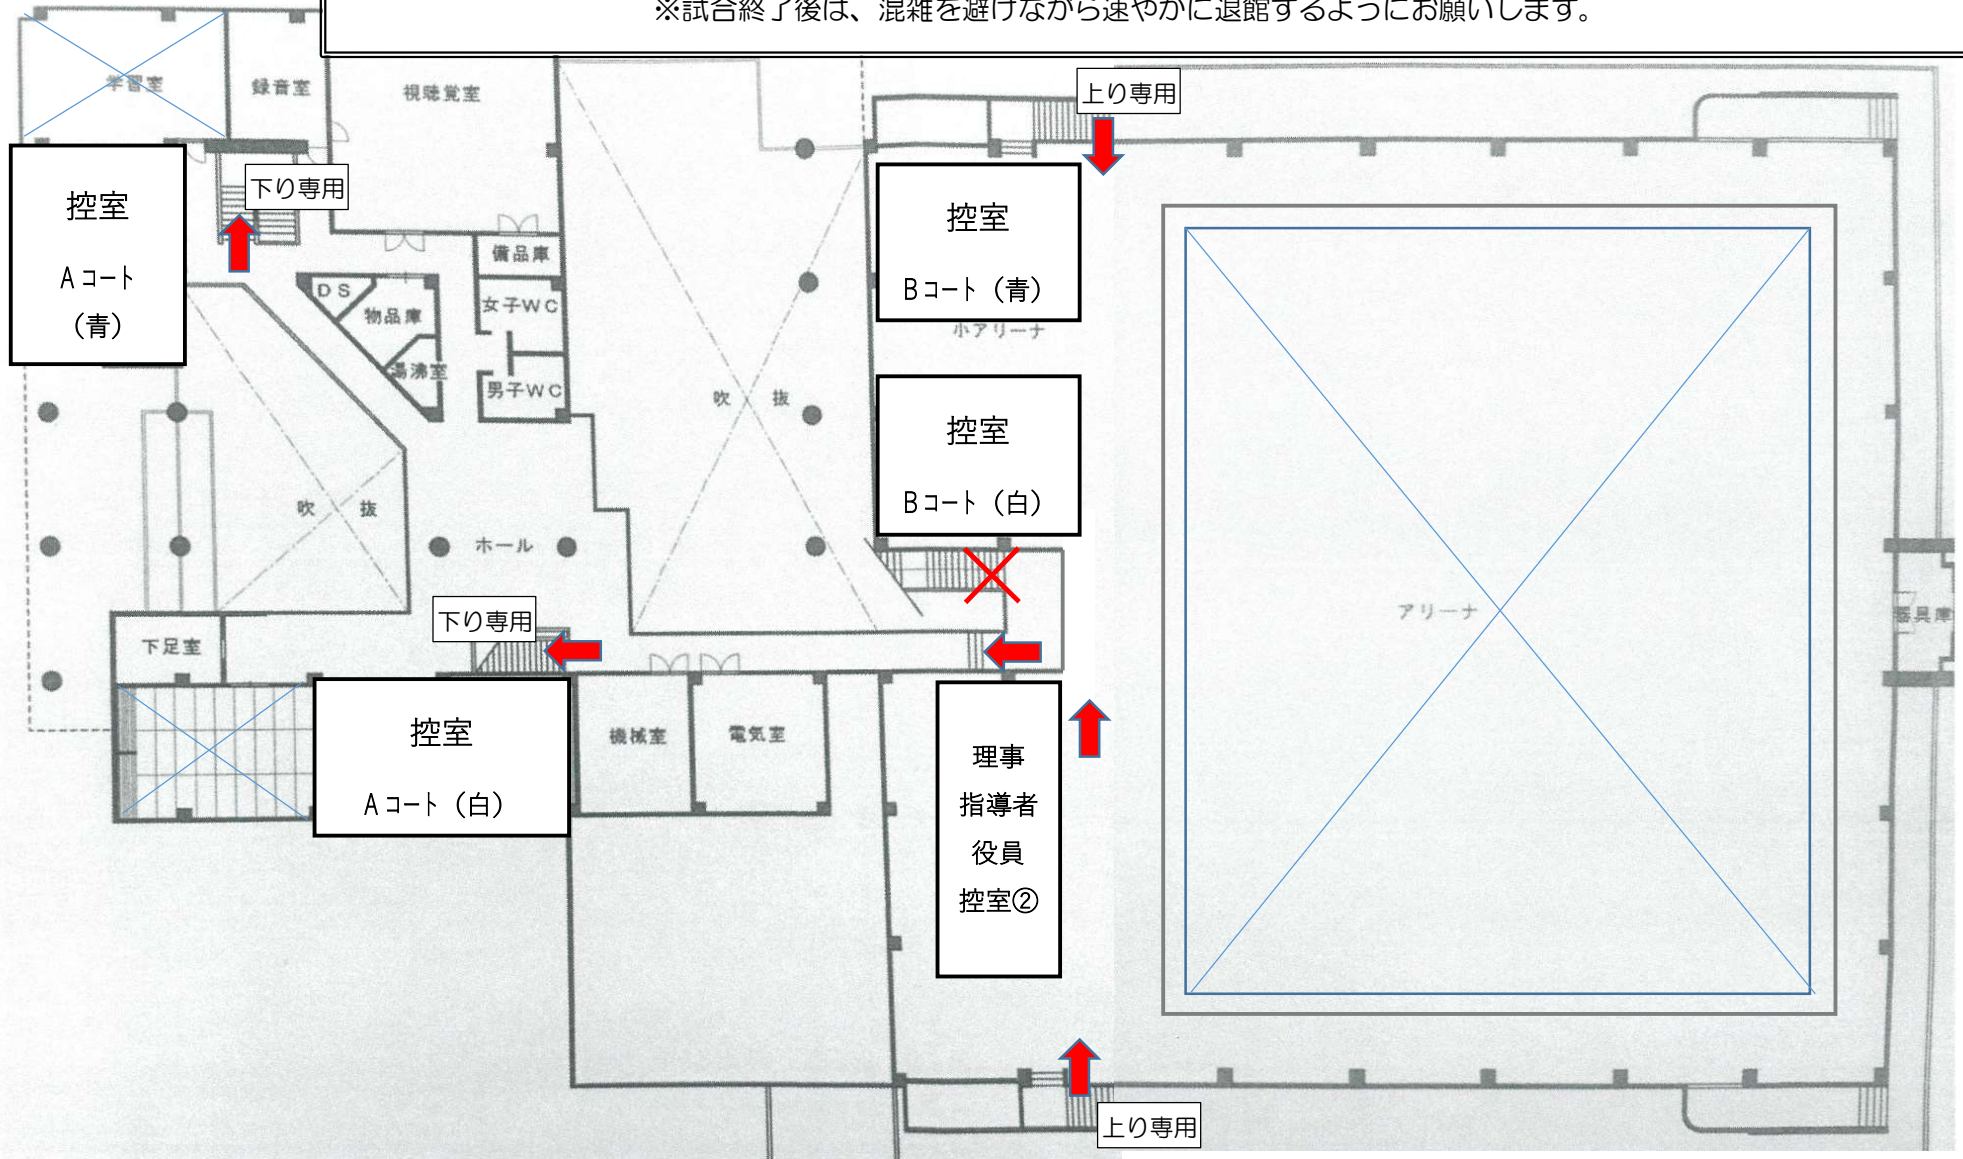 ※試合終了後は、混雑を避けながら速やかに退館するようにお願いします。
学習室
録音室
視聴覚室
上り専用
下り専用
控室
Aコート
（青）
控室
Bコート（青）
備品庫
DS
物品庫
女子WC
湯沸室
男子WC
小アリーナ
吹 抜
控室
Bコート（白）
吹 抜
ホール
アリーナ
器具庫
下り専用
下足室
控室
Aコート（白）
機械室
電気室
理事
指導者
役員
控室②
上り専用